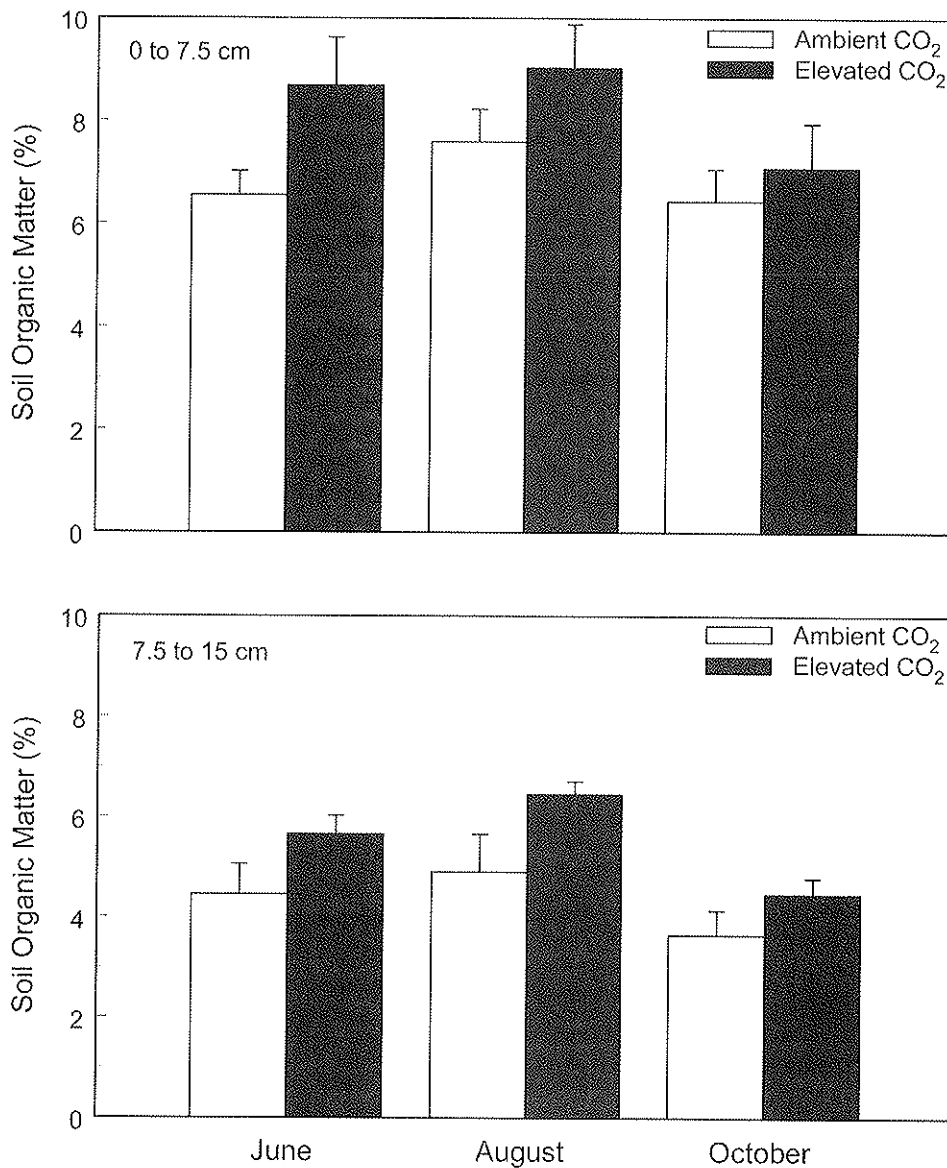 10
0 to 7.5 cm
Ambient CO₂
Elevated CO₂
8
6
4
2
0
Soil Organic Matter (%)
10
7.5 to 15 cm
Ambient CO₂
Elevated CO₂
8
6
4
2
0
Soil Organic Matter (%)
June August October